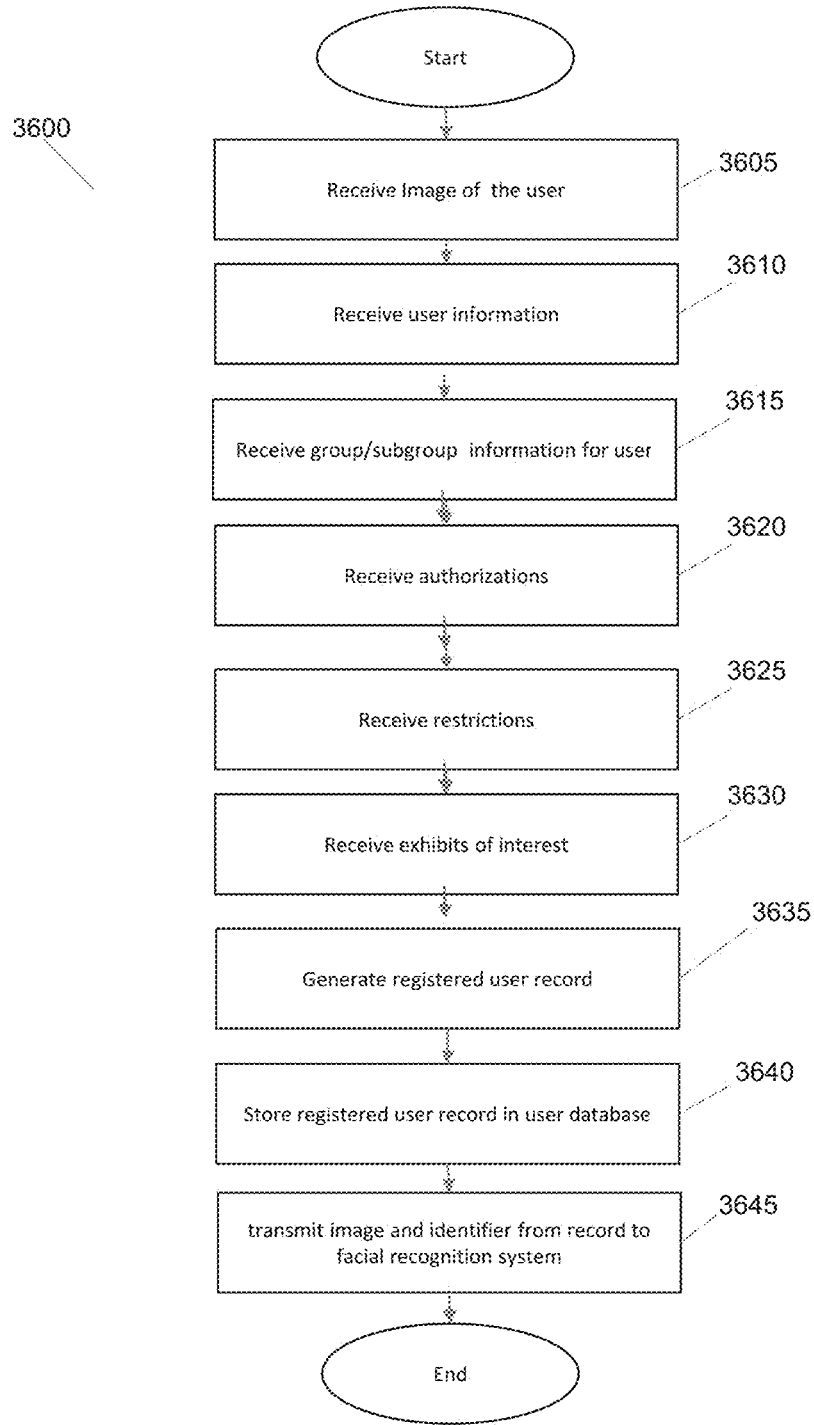 Start
3600
3605
Receive Image of the user
3610
Receive user information
3615
Receive group/subgroup information for user
3620
Receive authorizations
3625
Receive restrictions
3630
Receive exhibits of interest
3635
Generate registered user record
3640
Store registered user record in user database
3645
transmit image and identifier from record to
facial recognition system
End